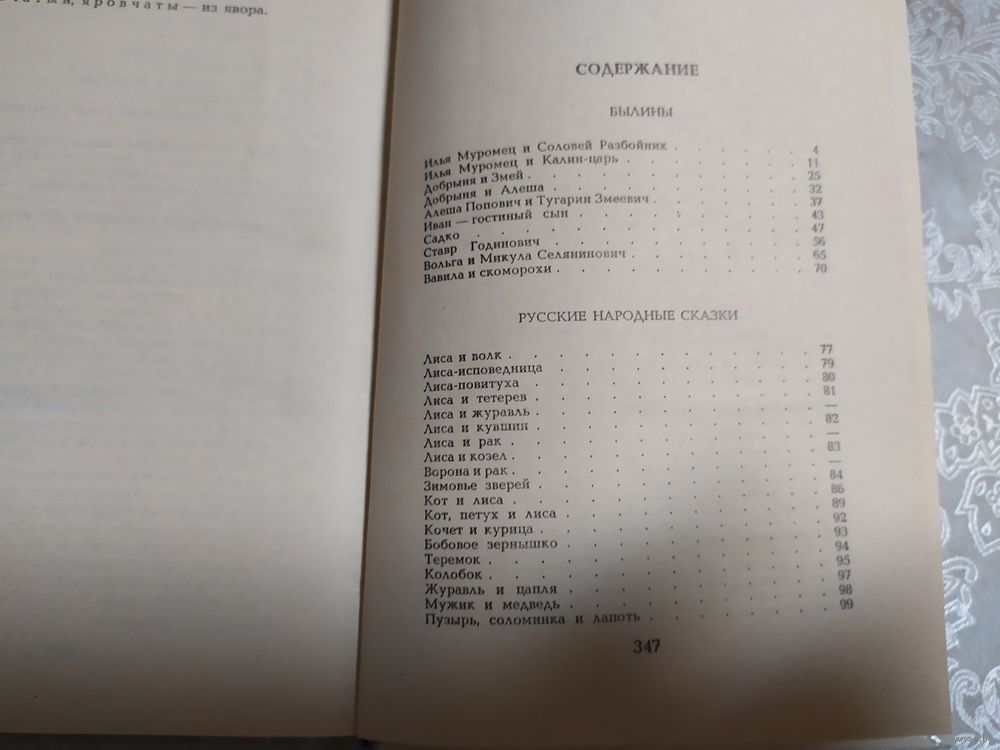 яровчаты — из явора.
СОДЕРЖАНИЕ
БЫЛИНЫ
Илья Муромец и Соловей Разбойник . . . . . . 4
Илья Муромец и Калин-царь . . . . . . . 11
Добрыня и Змей . . . . . . . . . . . 25
Добрыня и Алеша . . . . . . . . . . 32
Алеша Попович и Тугарин Змеевич . . . . . . 37
Иван — гостиный сын . . . . . . . . . 43
Садко . . . . . . . . . . . . . 47
Ставр Годинович . . . . . . . . . . 56
Вольга и Микула Селянинович . . . . . . . 65
Вавила и скоморохи . . . . . . . . . . 70
РУССКИЕ НАРОДНЫЕ СКАЗКИ
Лиса и волк . . . . . . . . . . . . 77
Лиса-исповедница . . . . . . . . . . 79
Лиса-повитуха . . . . . . . . . . . 80
Лиса и тетерев . . . . . . . . . . . 81
Лиса и журавль . . . . . . . . . . . —
Лиса и кувшин . . . . . . . . . . . 82
Лиса и рак . . . . . . . . . . . . —
Лиса и козел . . . . . . . . . . . . 83
Ворона и рак . . . . . . . . . . . . —
Зимовье зверей . . . . . . . . . . . 84
Кот и лиса . . . . . . . . . . . . 86
Кот, петух и лиса . . . . . . . . . . 89
Кочет и курица . . . . . . . . . . . 92
Бобовое зернышко . . . . . . . . . . 93
Теремок . . . . . . . . . . . . . 94
Колобок . . . . . . . . . . . . . 95
Журавль и цапля . . . . . . . . . . 97
Мужик и медведь . . . . . . . . . . 98
Пузырь, соломинка и лапоть . . . . . . . 99
347